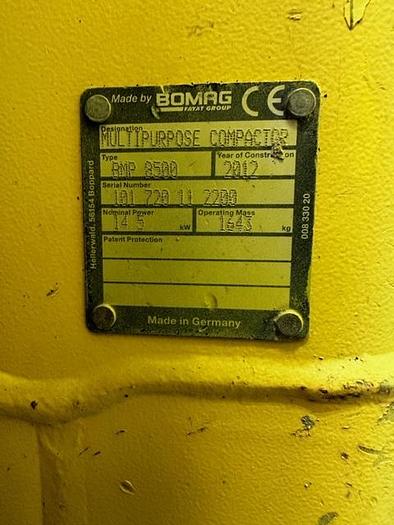 Made by BOMAG CE
FAYAT GROUP
Designation
MULTIPURPOSE COMPACTOR
Type Year of Construction
BMP 8500 2012
Serial Number
101 720 11 2200
Nominal Power Operating Mass
14 5 kW 1643 kg
Patent Protection
Made in Germany
Hellerwald, 56154 Boppard
008 330 20